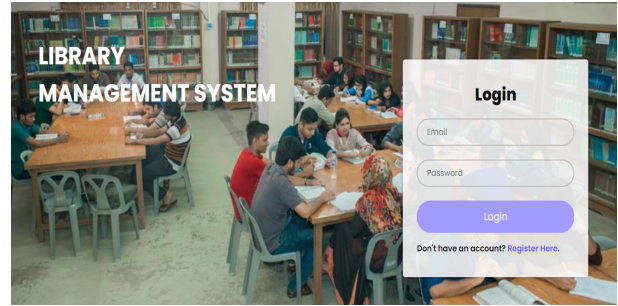 LIBRARY
MANAGEMENT SYSTEM
Login
Email
Password
Login
Don't have an account? Register Here.